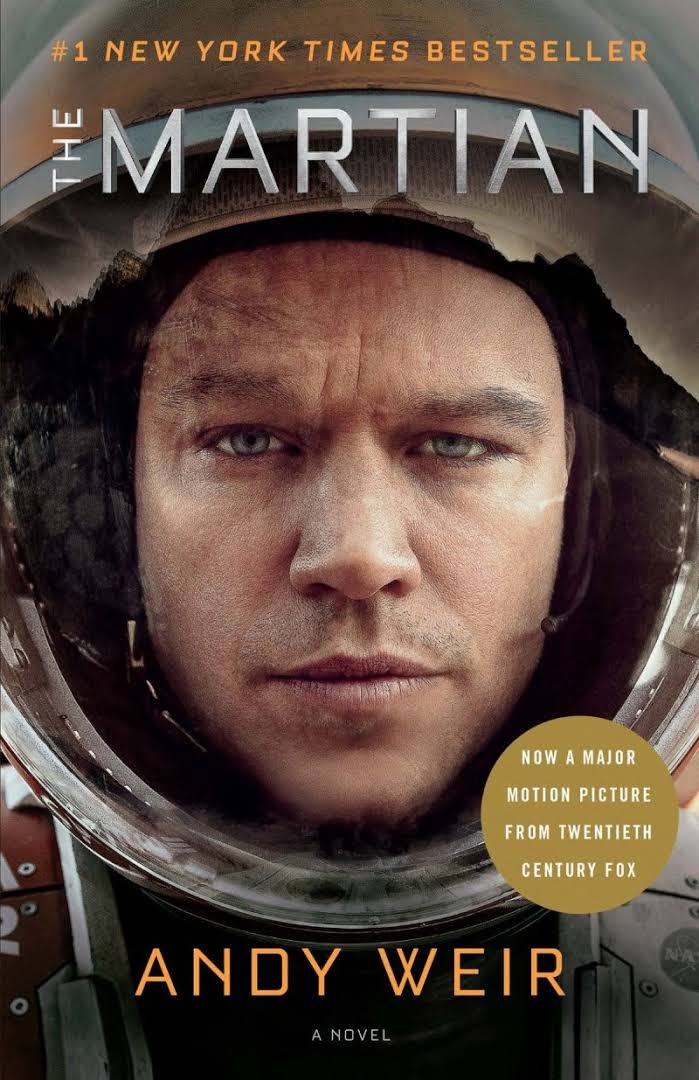 #1 NEW YORK TIMES BESTSELLER
THE MARTIAN
NOW A MAJOR
MOTION PICTURE
FROM TWENTIETH
CENTURY FOX
ANDY WEIR
A NOVEL